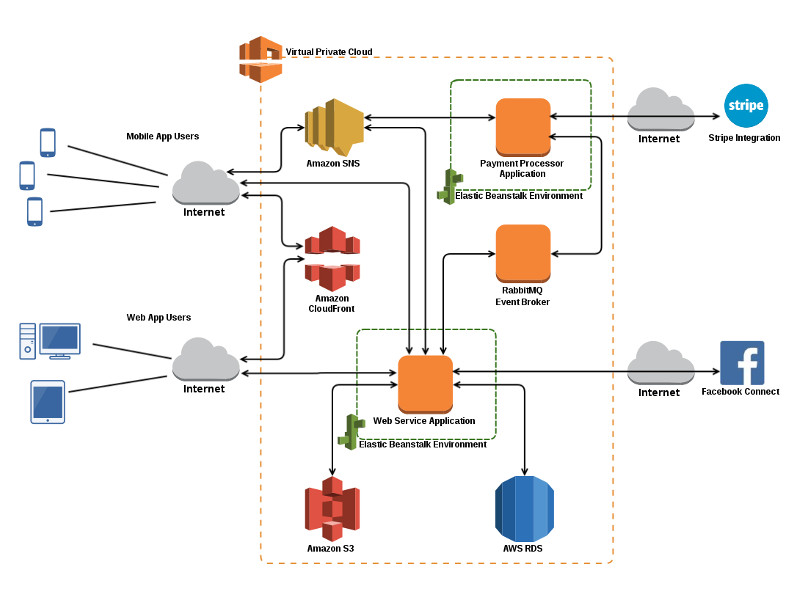 Virtual Private Cloud
Mobile App Users
Internet
Amazon SNS
Payment Processor
Application
Elastic Beanstalk Environment
Internet
stripe
Stripe Integration
Amazon
CloudFront
RabbitMQ
Event Broker
Web App Users
Internet
Web Service Application
Elastic Beanstalk Environment
Internet
Facebook Connect
Amazon S3
AWS RDS